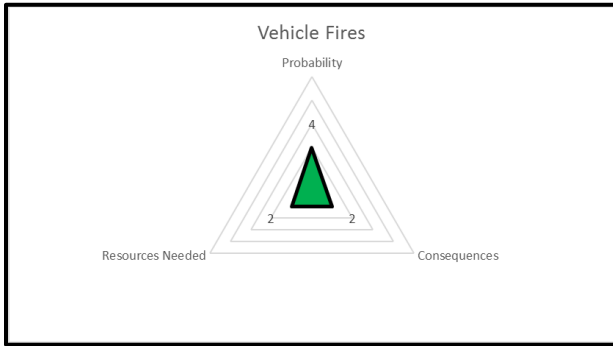 Vehicle Fires
Probability
4
2
2
Resources Needed
Consequences